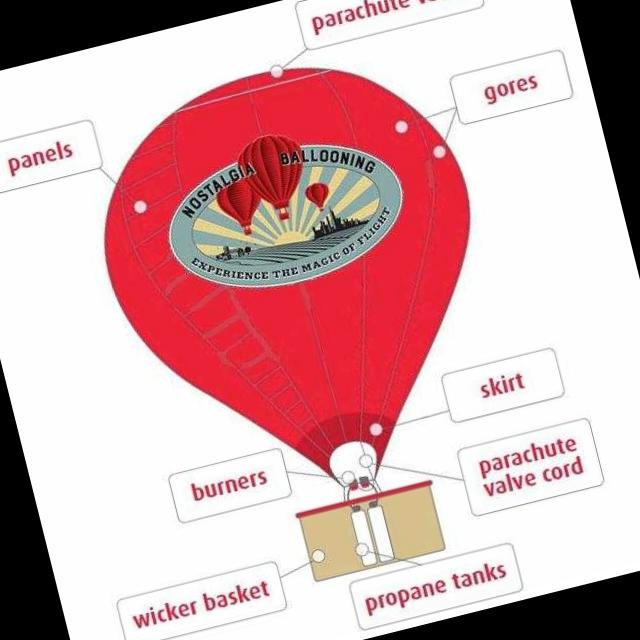 parachute
gores
panels
NOSTALGIA BALLOONING
EXPERIENCE THE MAGIC OF FLIGHT
skirt
parachute
valve cord
burners
wicker basket
propane tanks